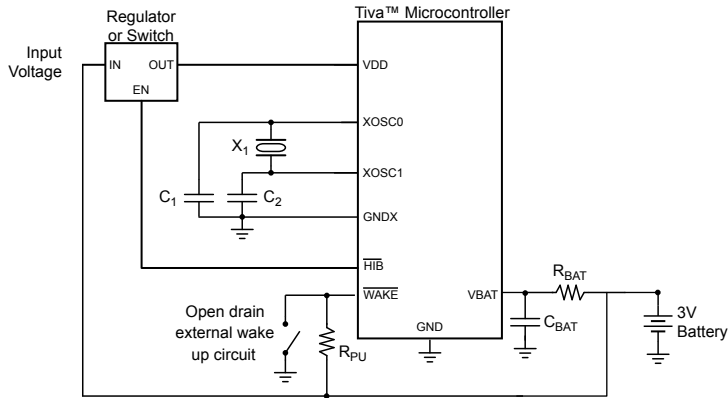 Tiva™ Microcontroller
Regulator
or Switch
Input
Voltage
IN
OUT
EN
VDD
XOSC0
X1
XOSC1
C1
C2
GNDX
HIB
WAKE
Open drain
external wake
up circuit
RPU
GND
VBAT
RBAT
CBAT
3V
Battery